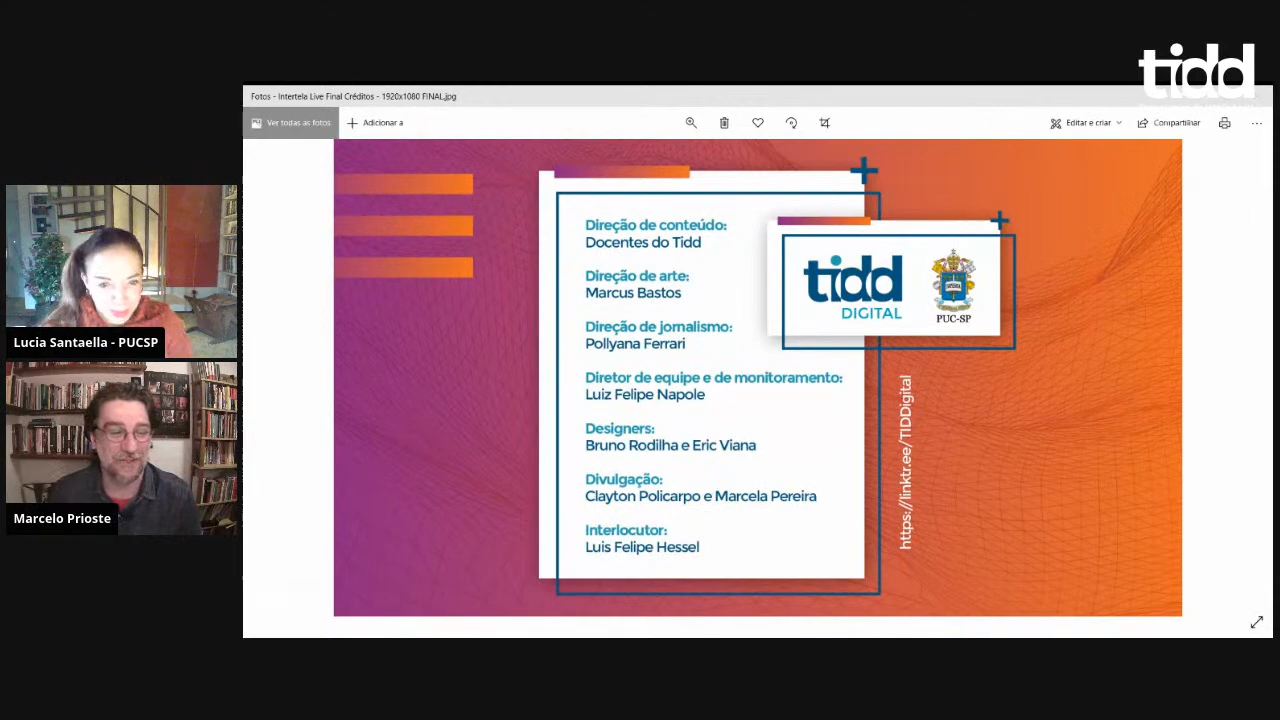 tidd
Fotos - Intertela Live Final Créditos - 1920x1080 FINAL.jpg
Ver todas as fotos
Adicionar a
Editar e criar
Compartilhar
Direção de conteúdo:
Docentes do Tidd
Direção de arte:
Marcus Bastos
Direção de jornalismo:
Pollyana Ferrari
Diretor de equipe e de monitoramento:
Luiz Felipe Napole
Designers:
Bruno Rodilha e Eric Viana
Divulgação:
Clayton Policarpo e Marcela Pereira
Interlocutor:
Luis Felipe Hessel
tidd
DIGITAL
PUC-SP
https://linktr.ee/TIDDigital
Lucia Santaella - PUCSP
Marcelo Prioste